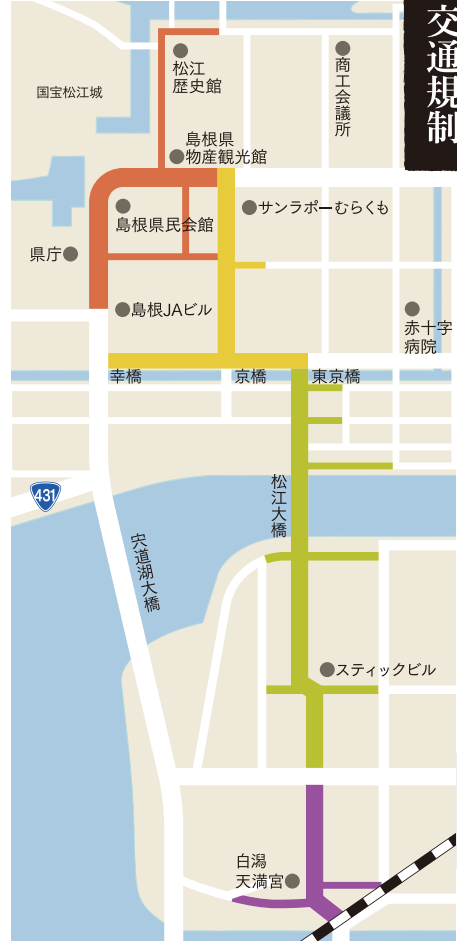 交通規制
松江
歴史館
商工会議所
国宝松江城
島根県
物産観光館
島根県民会館
サンラポーむらくも
県庁
島根JAビル
赤十字
病院
幸橋
京橋
東京橋
431
松江大橋
宍道湖大橋
スティックビル
白潟
天満宮